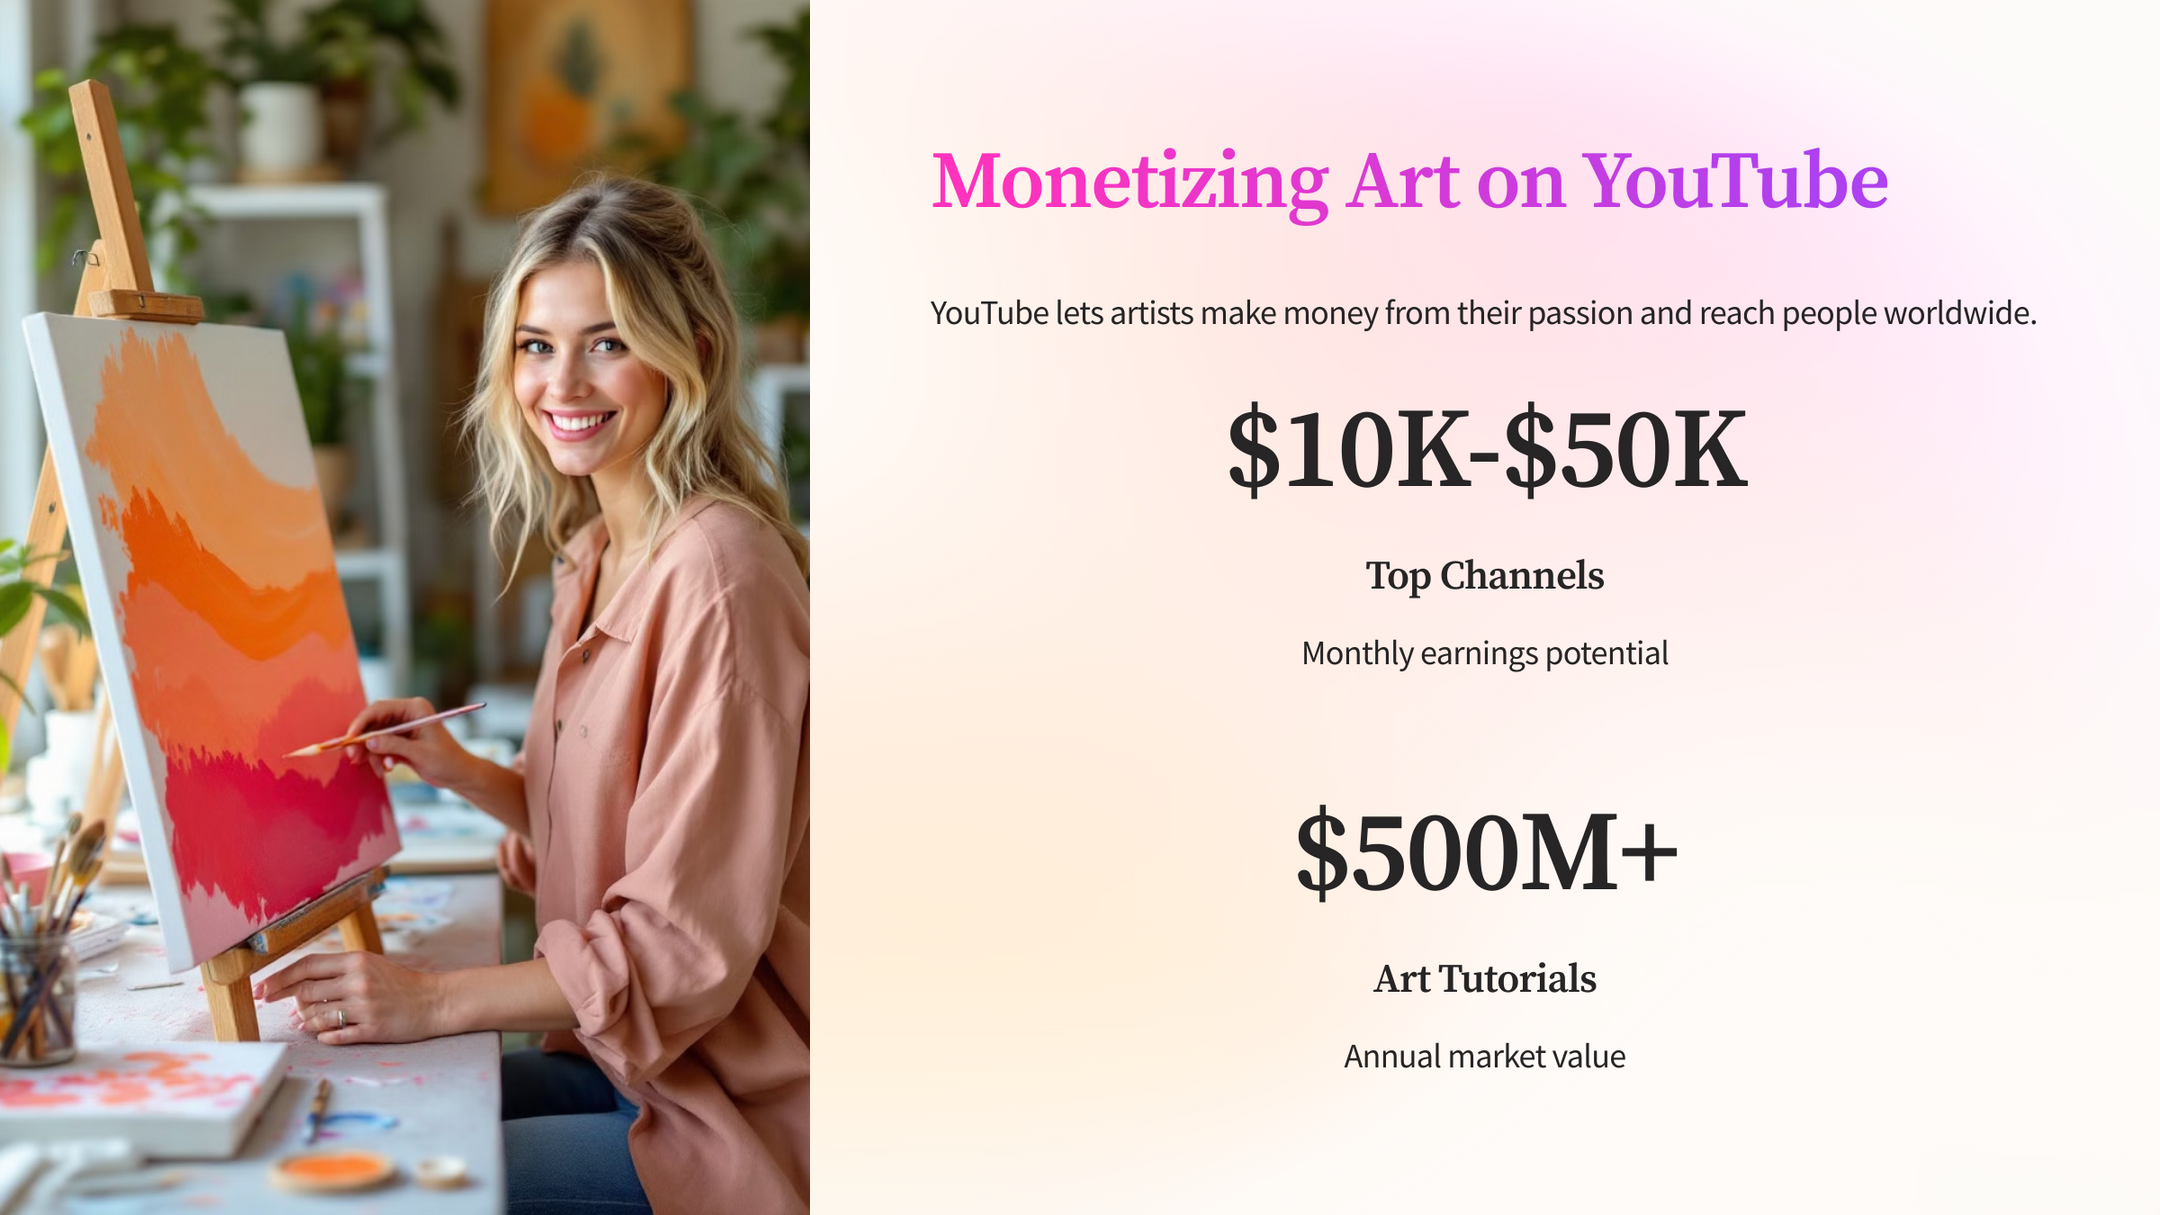 Monetizing Art on YouTube
YouTube lets artists make money from their passion and reach people worldwide.
$10K-$50K
Top Channels
Monthly earnings potential
$500M+
Art Tutorials
Annual market value